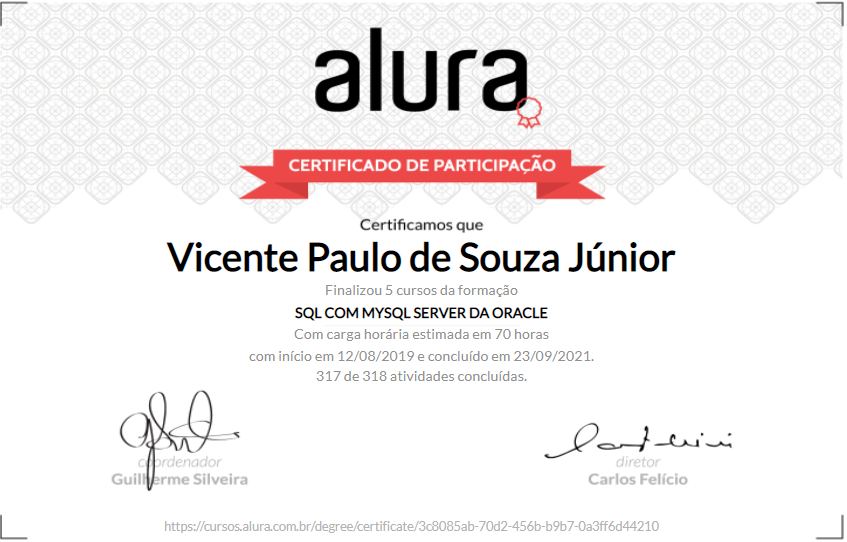 alura
CERTIFICADO DE PARTICIPAÇÃO
Certificamos que
Vicente Paulo de Souza Júnior
Finalizou 5 cursos da formação
SQL COM MYSQL SERVER DA ORACLE
Com carga horária estimada em 70 horas
com início em 12/08/2019 e concluído em 23/09/2021.
317 de 318 atividades concluídas.
coordenador
Guilherme Silveira
diretor
Carlos Felício
https://cursos.alura.com.br/degree/certificate/3c8085ab-70d2-456b-b9b7-0a3ff6d44210